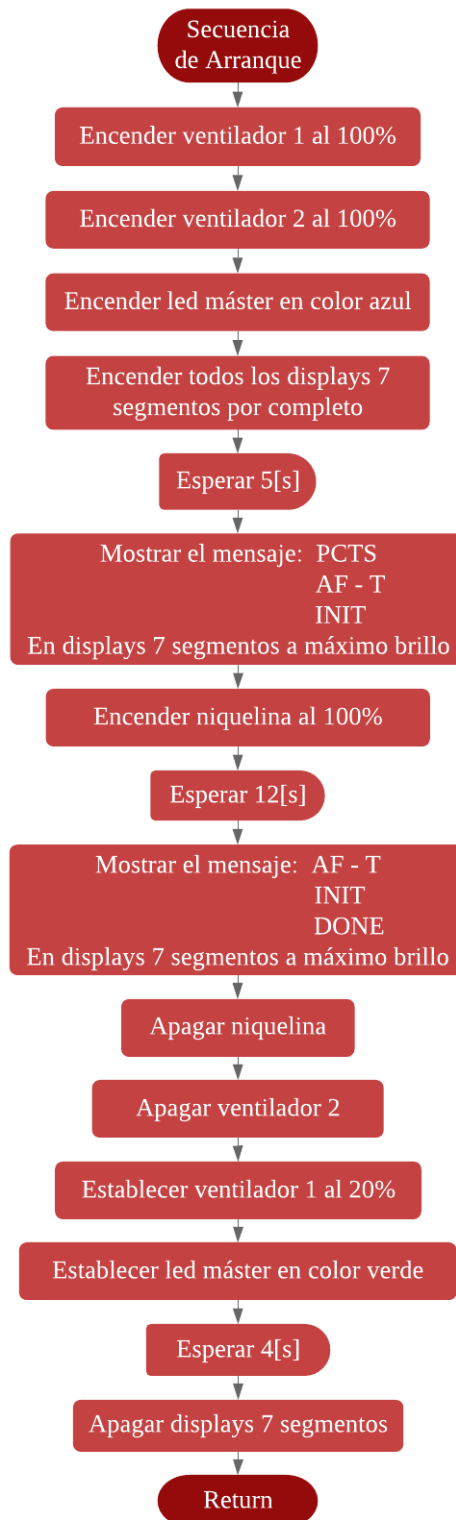 Secuencia
de Arranque
Encender ventilador 1 al 100%
Encender ventilador 2 al 100%
Encender led máster en color azul
Encender todos los displays 7
segmentos por completo
Esperar 5[s]
Mostrar el mensaje: PCTS
AF - T
INIT
En displays 7 segmentos a máximo brillo
Encender niquelina al 100%
Esperar 12[s]
Mostrar el mensaje: AF - T
INIT
DONE
En displays 7 segmentos a máximo brillo
Apagar niquelina
Apagar ventilador 2
Establecer ventilador 1 al 20%
Establecer led máster en color verde
Esperar 4[s]
Apagar displays 7 segmentos
Return